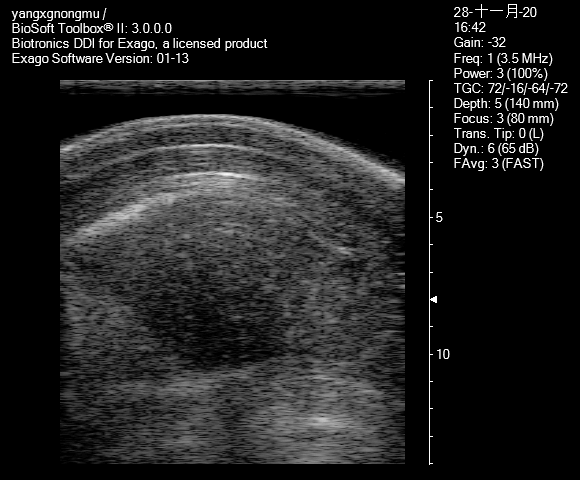 yangxgnongmu /
BioSoft Toolbox® II: 3.0.0.0
Biotronics DDI for Exago, a licensed product
Exago Software Version: 01-13
28-十一月-20
16:42
Gain: -32
Freq: 1 (3.5 MHz)
Power: 3 (100%)
TGC: 72/-16/-64/-72
Depth: 5 (140 mm)
Focus: 3 (80 mm)
Trans. Tip: 0 (L)
Dyn.: 6 (65 dB)
FAvg: 3 (FAST)
5
10